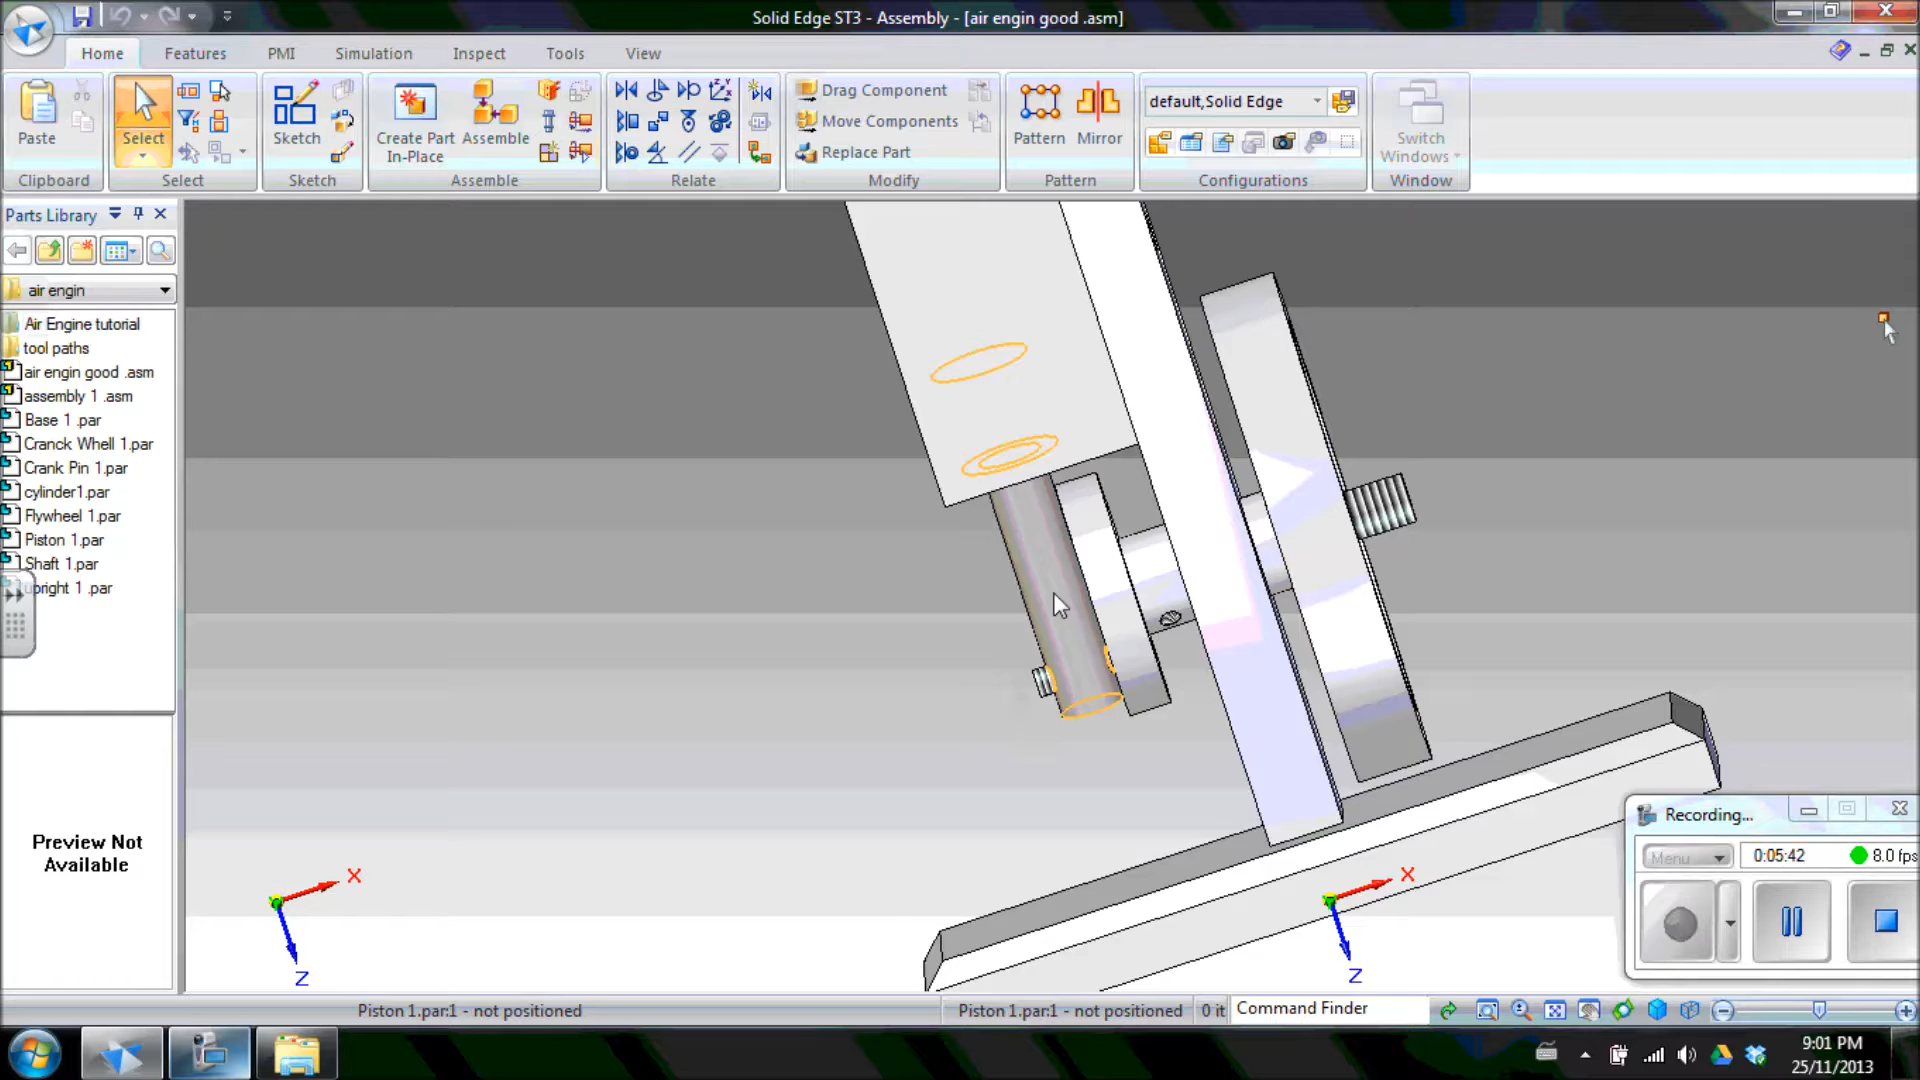 Solid Edge ST3 - Assembly - [air engin good .asm]
Home Features PMI Simulation Inspect Tools View
Paste
Select
Sketch
Create Part
In-Place
Assemble
Drag Component
Move Components
Replace Part
Pattern
Mirror
default,Solid Edge
Switch
Windows
Clipboard Select Sketch Assemble Relate Modify Pattern Configurations Window
Parts Library
air engin
Air Engine tutorial
tool paths
air engin good .asm
assembly 1 .asm
Base 1 .par
Cranck Whell 1.par
Crank Pin 1.par
cylinder1.par
Flywheel 1.par
Piston 1.par
Shaft 1.par
upright 1 .par
Preview Not
Available
X
Z
X
Z
Recording...
Menu
0:05:42
8.0 fps
Piston 1.par:1 - not positioned
Piston 1.par:1 - not positioned
0 it
Command Finder
9:01 PM
25/11/2013